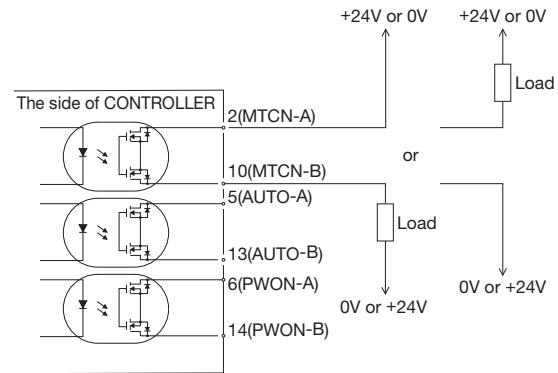 +24V or 0V
+24V or 0V
Load
The side of CONTROLLER
2(MTCN-A)
or
10(MTCN-B)
5(AUTO-A)
Load
13(AUTO-B)
6(PWON-A)
0V or +24V
0V or +24V
14(PWON-B)